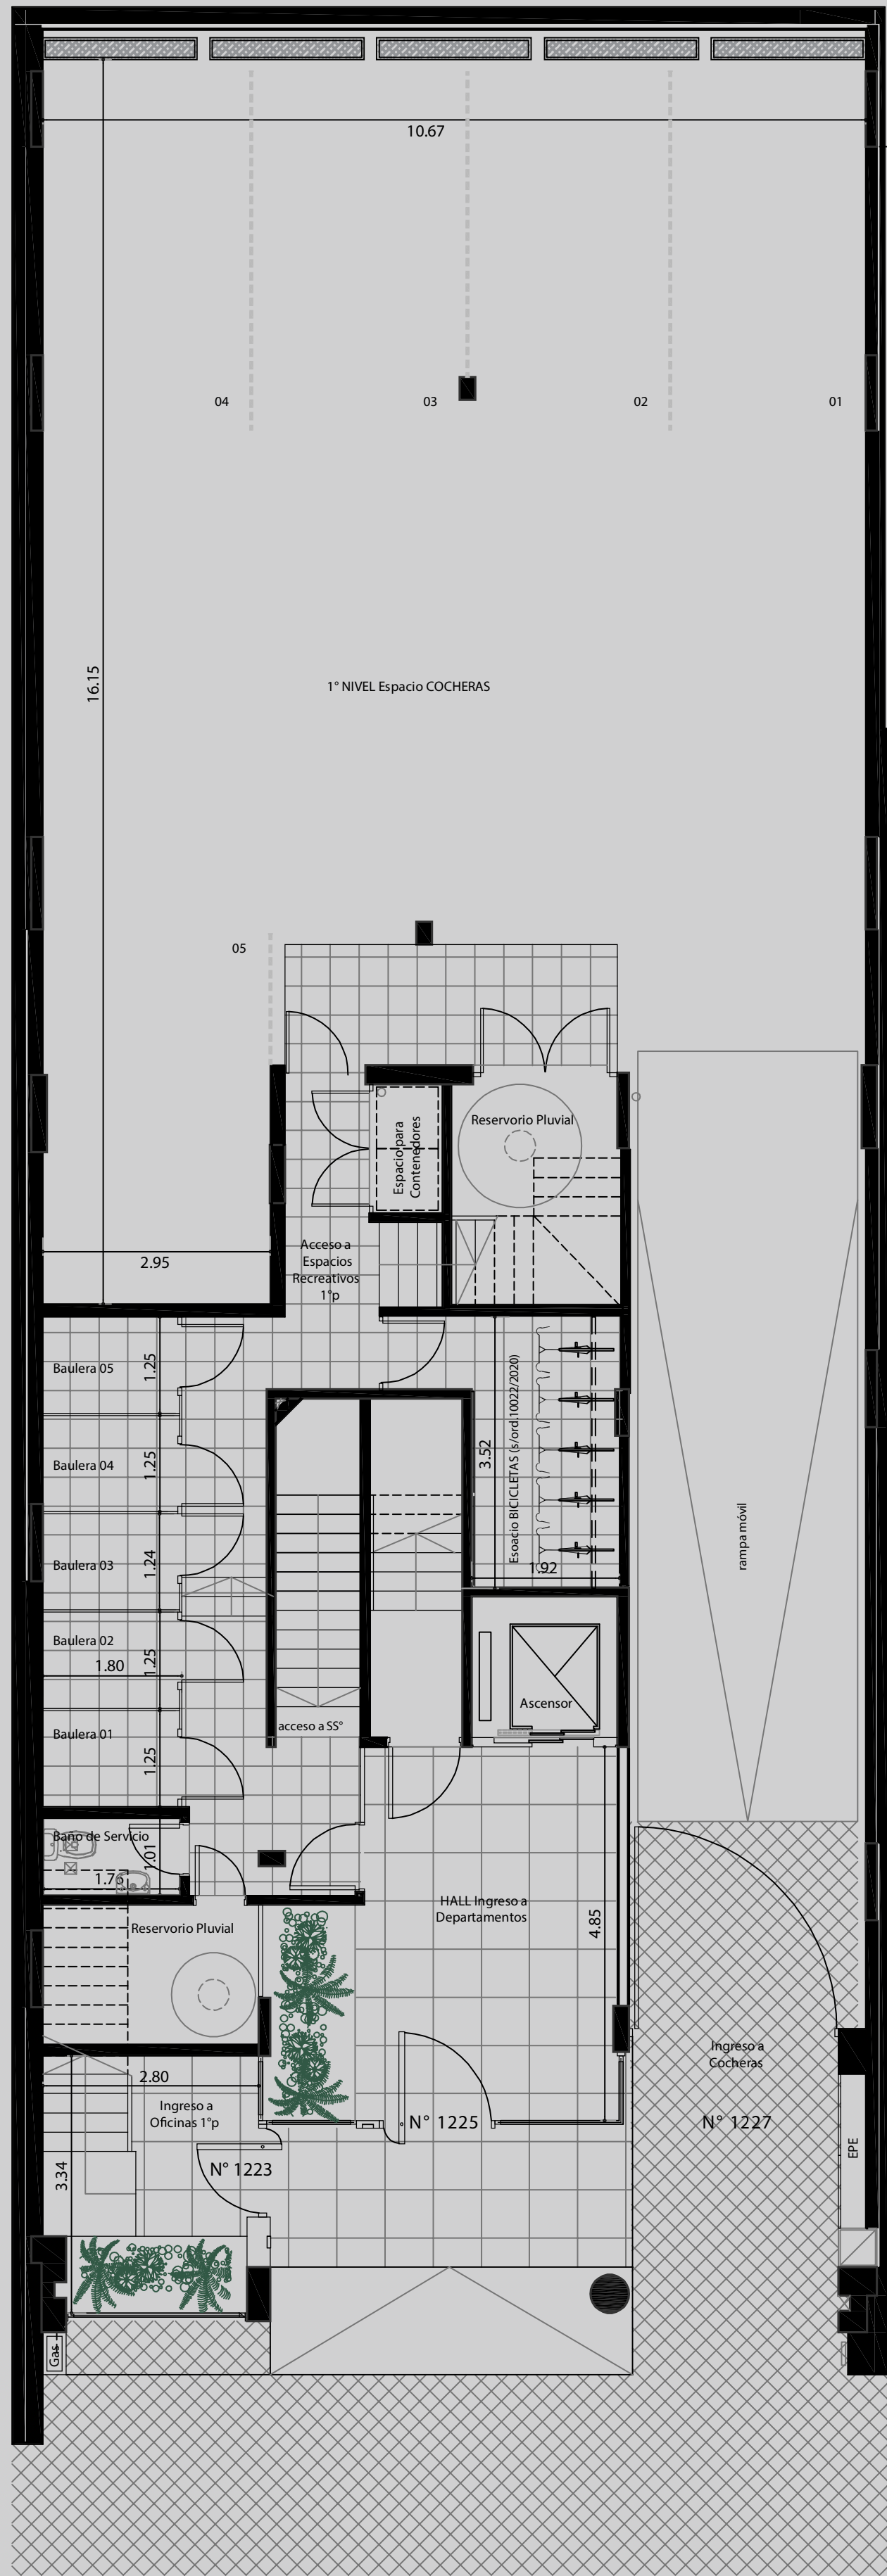 10.67
04
03
02
01
16.15
1° NIVEL Espacio COCHERAS
05
Reservorio Pluvial
Espacio para
Contenedores
Acceso a
Espacios
Recreativos
1°p
2.95
Baulera 05
1.25
Esoacio BICICLETAS (s/ord.10022/2020)
3.52
Baulera 04
1.25
Baulera 03
1.24
1.92
rampa móvil
Baulera 02
1.80
1.25
Ascensor
acceso a SS°
Baulera 01
1.25
Baño de Servicio
1.01
HALL Ingreso a
Departamentos
4.85
Reservorio Pluvial
Ingreso a
Cocheras
2.80
Ingreso a
Oficinas 1°p
N° 1225
N° 1227
EPE
N° 1223
3.34
Gas